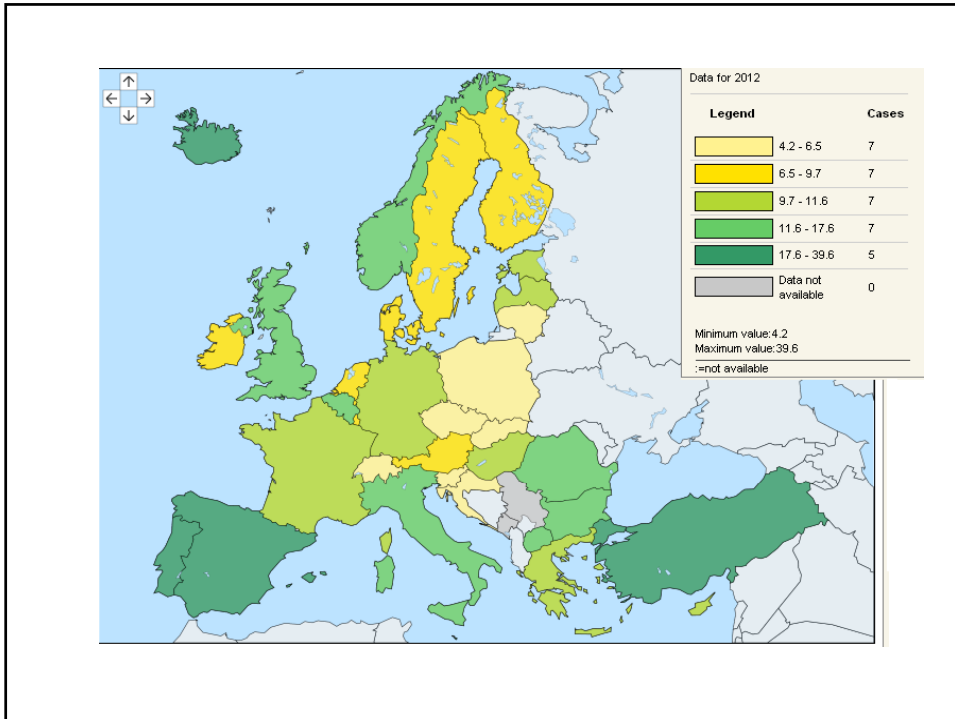 Data for 2012
Legend Cases
4.2 - 6.5 7
6.5 - 9.7 7
9.7 - 11.6 7
11.6 - 17.6 7
17.6 - 39.6 5
Data not
available 0
Minimum value:4.2
Maximum value:39.6
:=not available